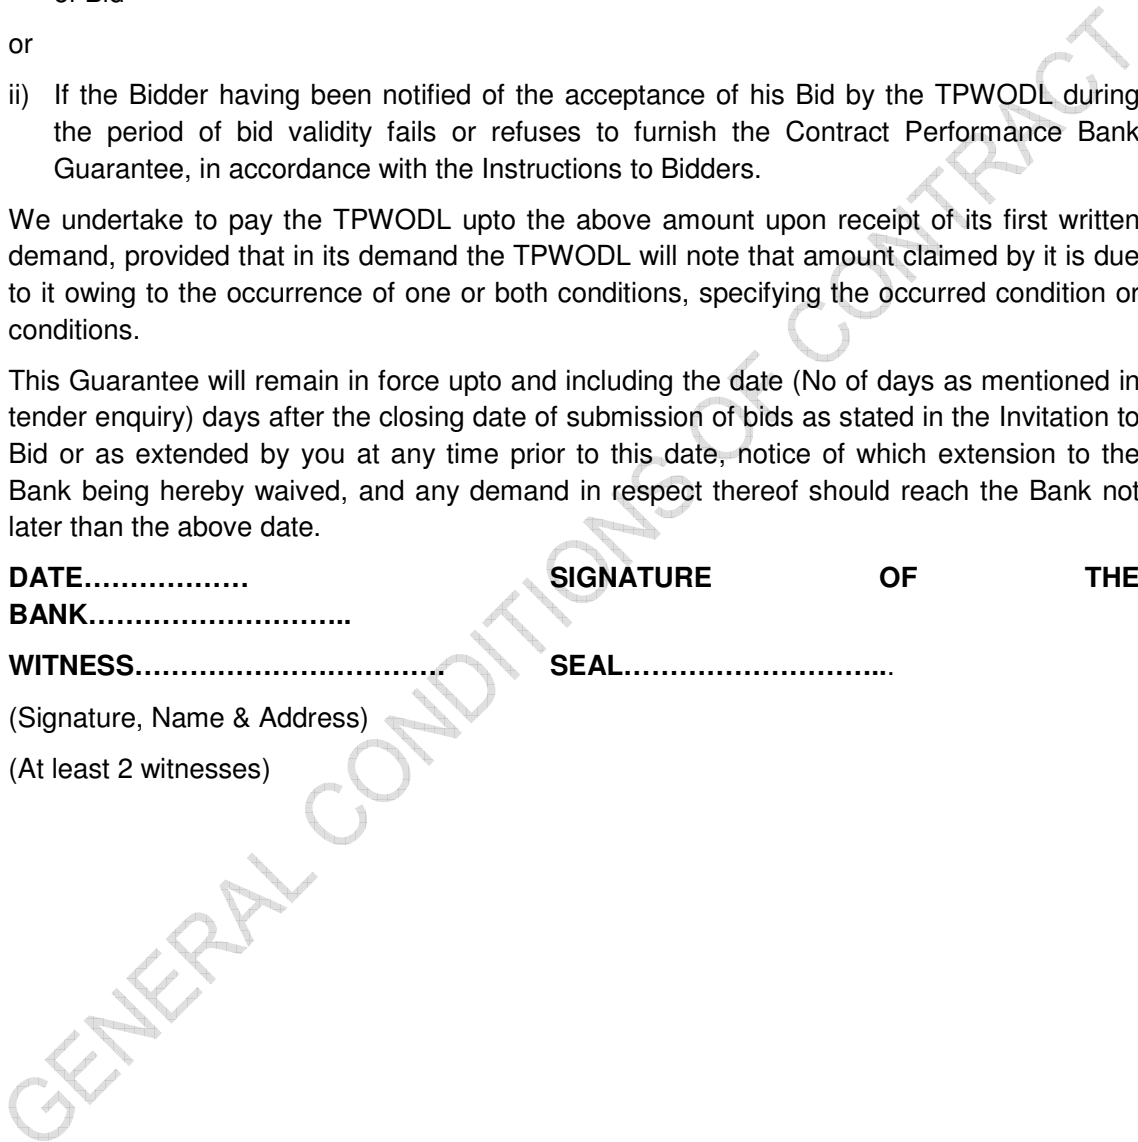 of Bid
or
ii) If the Bidder having been notified of the acceptance of his Bid by the TPWODL during
the period of bid validity fails or refuses to furnish the Contract Performance Bank
Guarantee, in accordance with the Instructions to Bidders.
We undertake to pay the TPWODL upto the above amount upon receipt of its first written
demand, provided that in its demand the TPWODL will note that amount claimed by it is due
to it owing to the occurrence of one or both conditions, specifying the occurred condition or
conditions.
This Guarantee will remain in force upto and including the date (No of days as mentioned in
tender enquiry) days after the closing date of submission of bids as stated in the Invitation to
Bid or as extended by you at any time prior to this date, notice of which extension to the
Bank being hereby waived, and any demand in respect thereof should reach the Bank not
later than the above date.
DATE……………… SIGNATURE OF THE
BANK………………………..
WITNESS……………………………. SEAL………………………...
(Signature, Name & Address)
(At least 2 witnesses)
GENERAL CONDITIONS OF CONTRACT